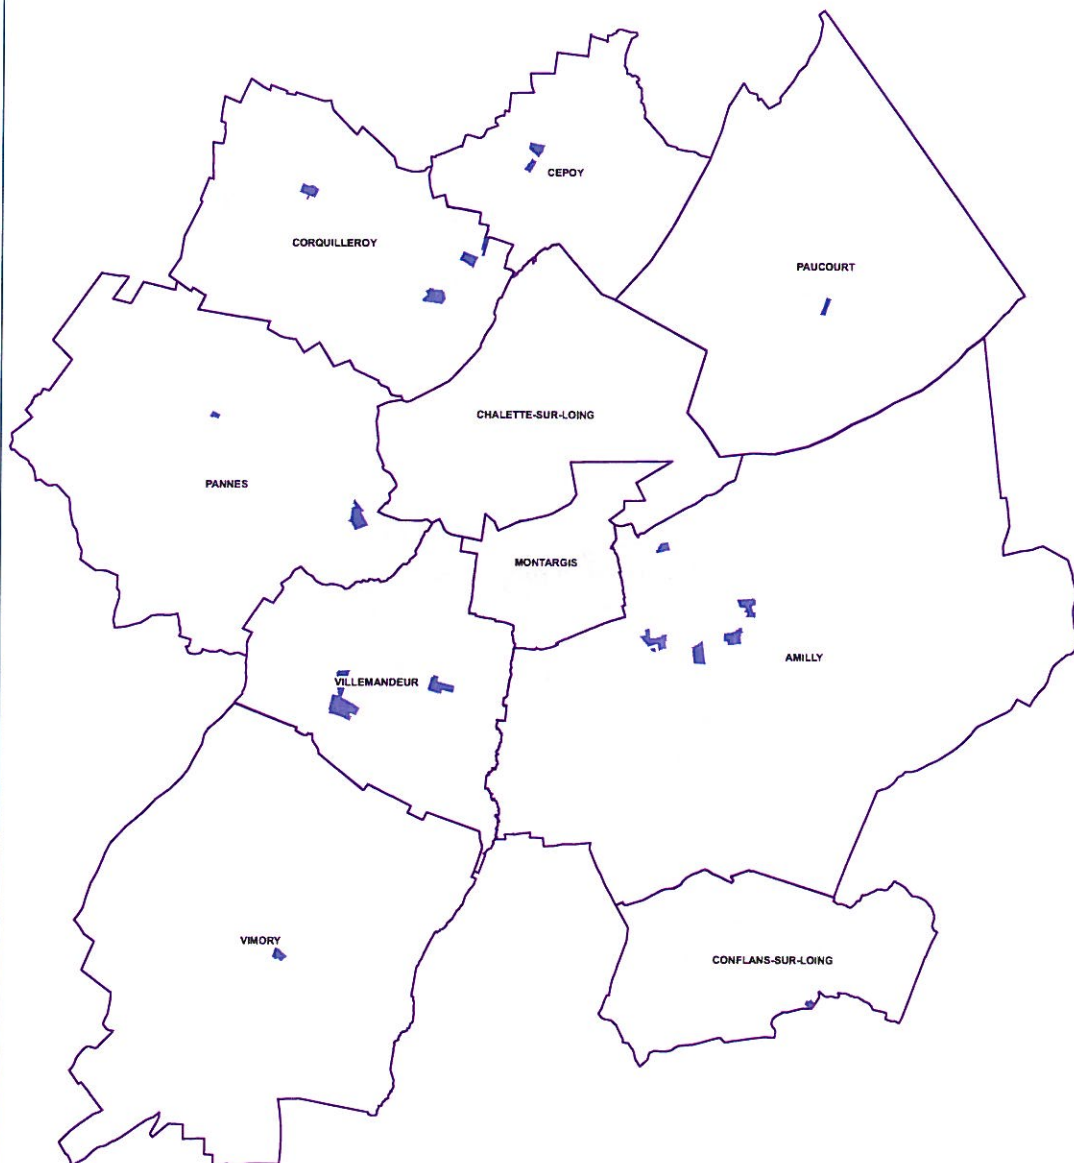 CEPOY
CORQUILLEROY
PAUCOURT
CHALETTE-SUR-LOING
PANNES
MONTARGIS
AMILLY
VILLEMANDEUR
VIMORY
CONFLANS-SUR-LOING